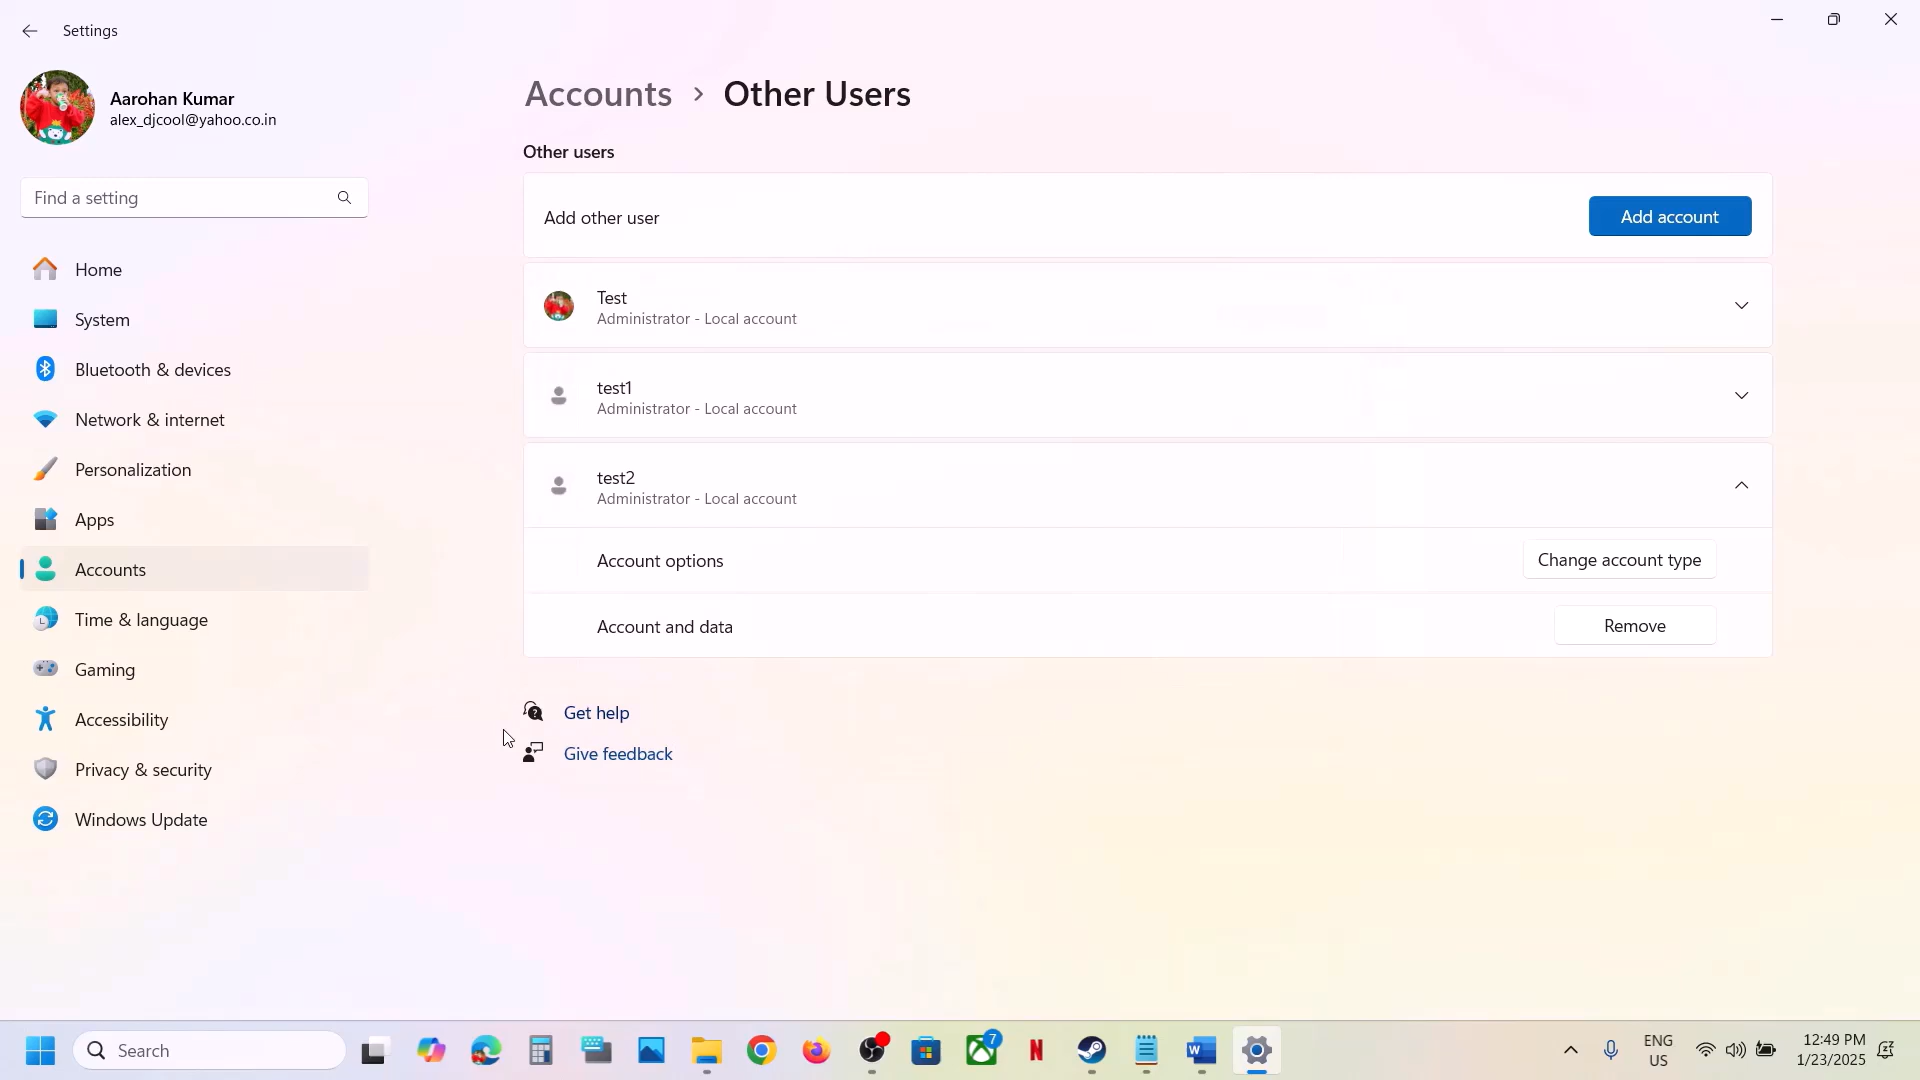 Settings
Aarohan Kumar
alex_djcool@yahoo.co.in
Find a setting
Home
System
Bluetooth & devices
Network & internet
Personalization
Apps
Accounts
Time & language
Gaming
Accessibility
Privacy & security
Windows Update
Accounts > Other Users
Other users
Add other user
Add account
Test
Administrator - Local account
test1
Administrator - Local account
test2
Administrator - Local account
Account options
Change account type
Account and data
Remove
Get help
Give feedback
Search
7
ENG
US
12:49 PM
1/23/2025